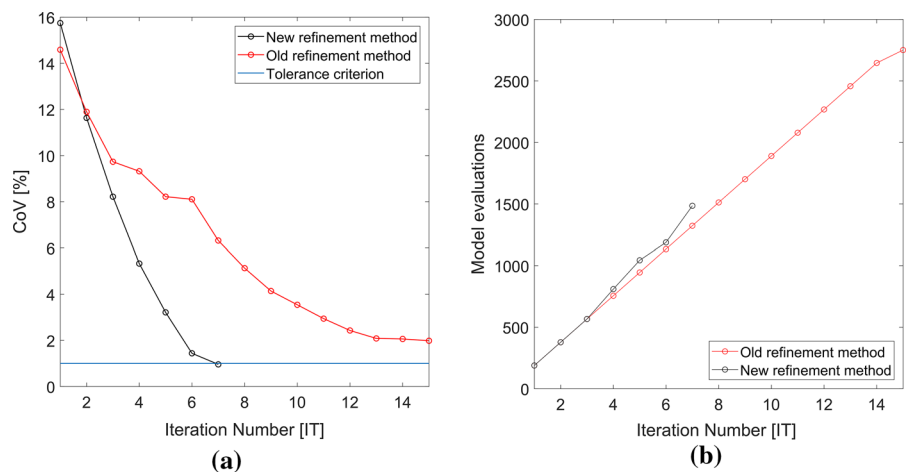 16
14
12
10
8
6
4
2
0
CoV [%]
New refinement method
Old refinement method
Tolerance criterion
2 4 6 8 10 12 14
Iteration Number [IT]
(a)
3000
2500
2000
1500
1000
500
0
Model evaluations
Old refinement method
New refinement method
2 4 6 8 10 12 14
Iteration Number [IT]
(b)